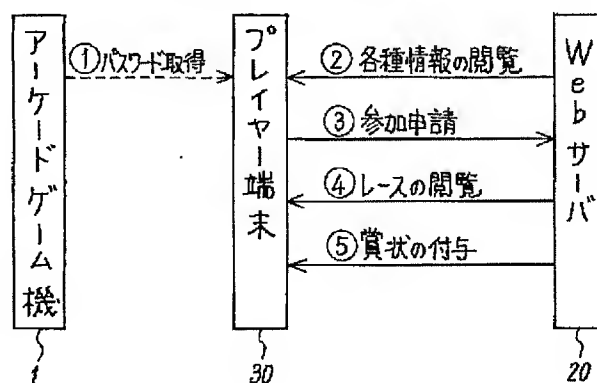 アーケードゲーム機
①パスワード取得
プレイヤー端末
②各種情報の閲覧
③参加申請
④レースの閲覧
⑤賞状の付与
Webサーバ
1
30
20